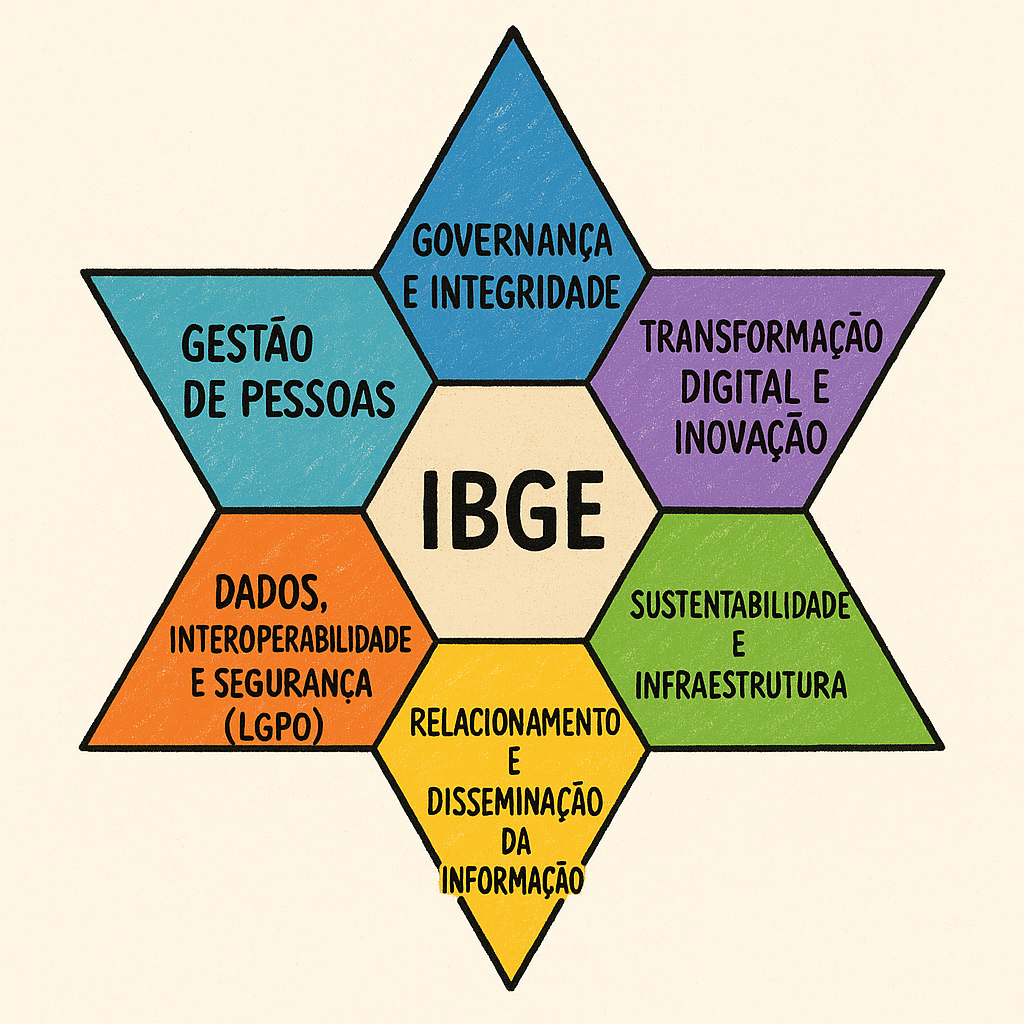 GOVERNANÇA
E INTEGRIDADE
GESTÃO
DE PESSOAS
TRANSFORMAÇÃO
DIGITAL E
INOVAÇÃO
IBGE
DADOS,
INTEROPERABILIDADE
E SEGURANÇA
(LGPO)
SUSTENTABILIDADE
E
INFRAESTRUTURA
RELACIONAMENTO
E
DISSEMINAÇÃO
DA
INFORMAÇÃO